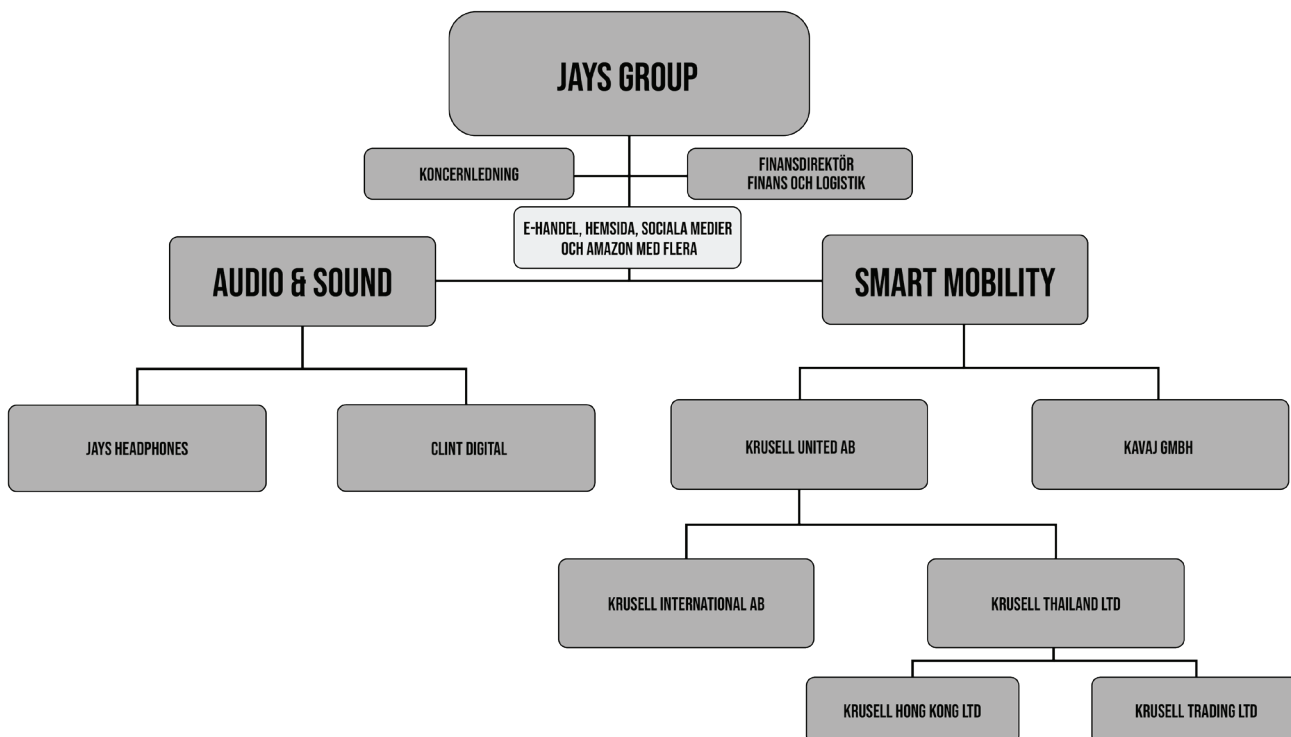 JAYS GROUP
KONCERNLEDNING
FINANSDIREKTÖR
FINANS OCH LOGISTIK
E-HANDEL, HEMSIDA, SOCIALA MEDIER
OCH AMAZON MED FLERA
AUDIO & SOUND
SMART MOBILITY
JAYS HEADPHONES
CLINT DIGITAL
KRUSELL UNITED AB
KAVAJ GMBH
KRUSELL INTERNATIONAL AB
KRUSELL THAILAND LTD
KRUSELL HONG KONG LTD
KRUSELL TRADING LTD